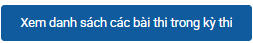 Xem danh sách các bài thi trong kỳ thi